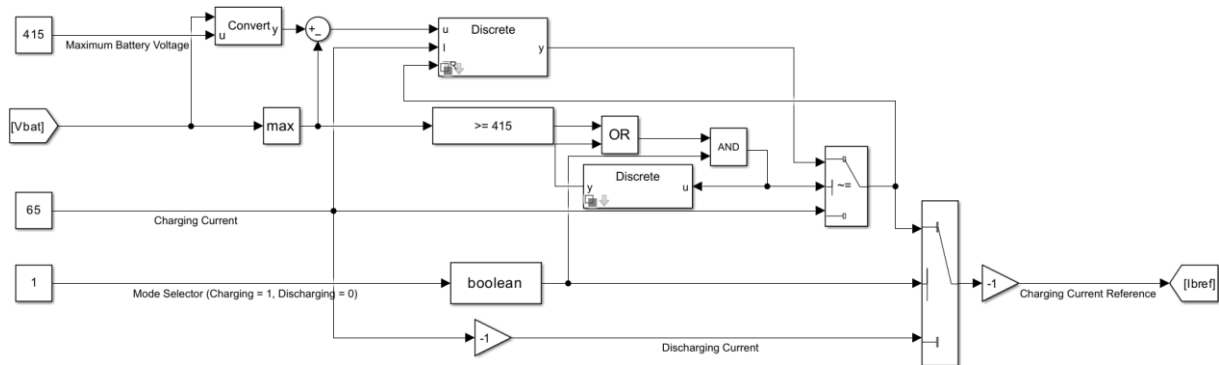 415
Maximum Battery Voltage
Convert
u
y
+
−
Discrete
u
I
y
[Vbat]
max
>= 415
OR
AND
Discrete
y
u
~=
65
Charging Current
1
Mode Selector (Charging = 1, Discharging = 0)
boolean
-1
Discharging Current
-1
Charging Current Reference
[Ibref]